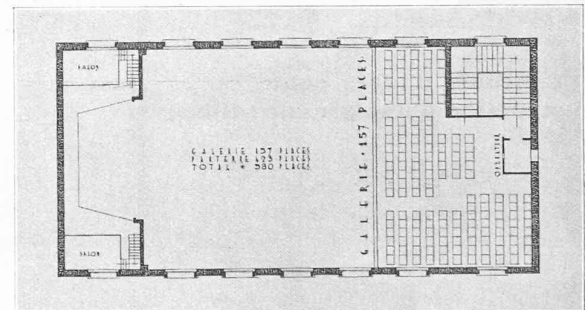 SALON
GALERIE 157 PLACES
PARTERRE 423 PLACES
TOTAL = 580 PLACES
GALERIE · 157 PLACES
OPERATEUR
SALON